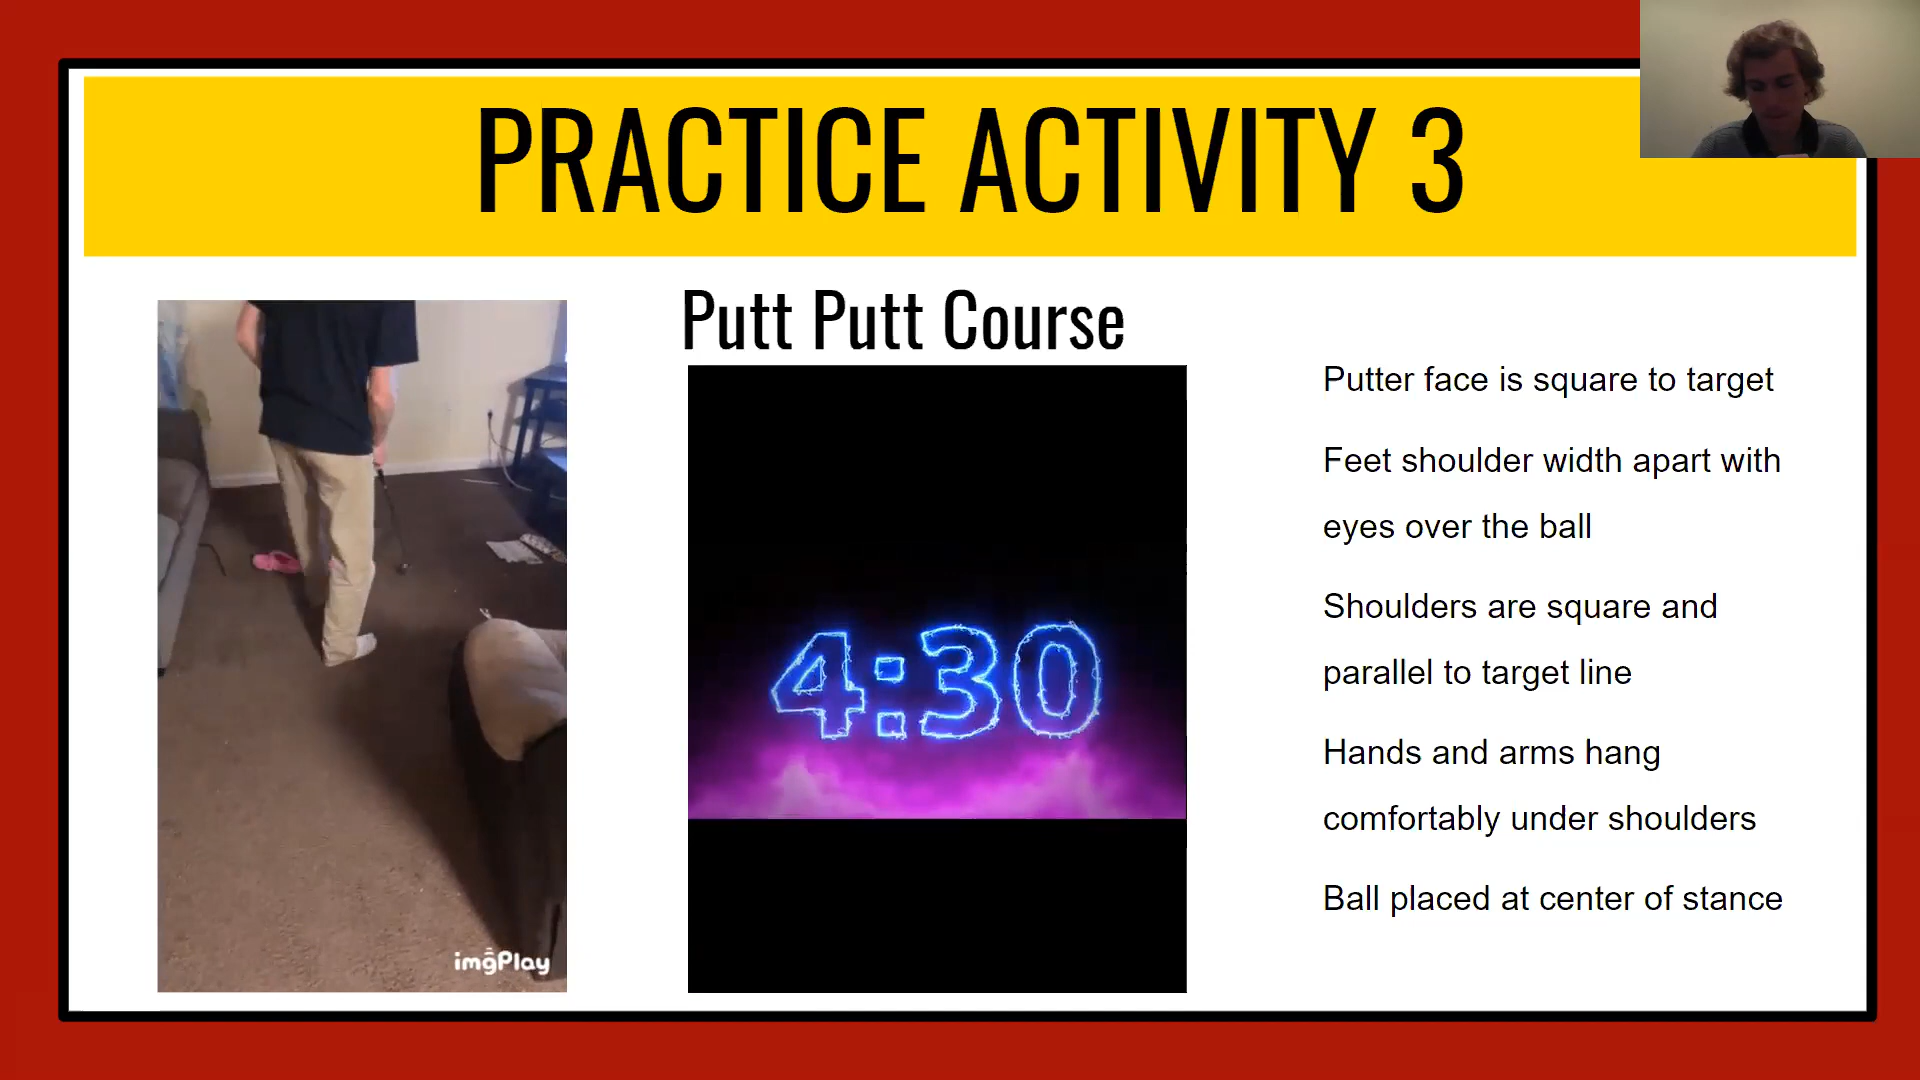 PRACTICE ACTIVITY 3
Putt Putt Course
4:30
Putter face is square to target
Feet shoulder width apart with
eyes over the ball
Shoulders are square and
parallel to target line
Hands and arms hang
comfortably under shoulders
Ball placed at center of stance
imgPlay